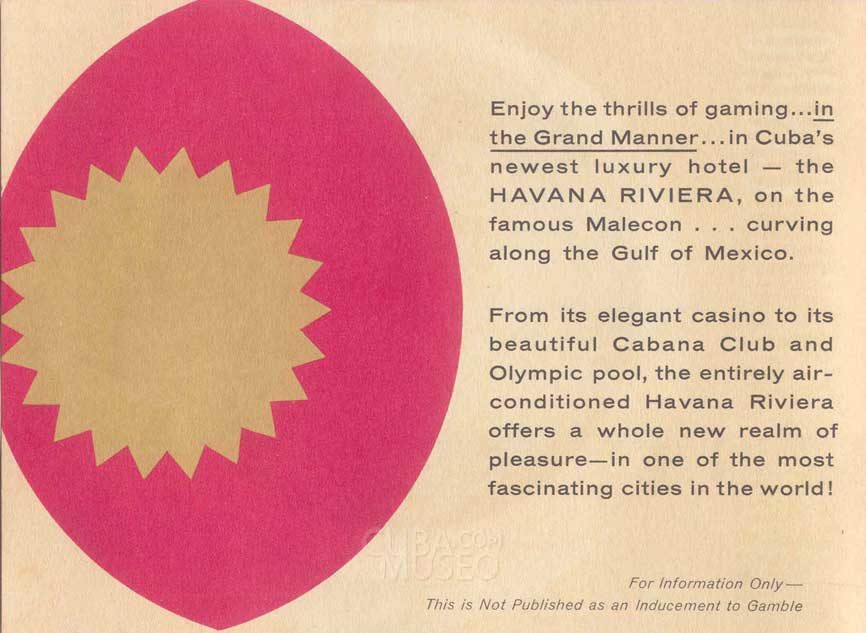 Enjoy the thrills of gaming...in
the Grand Manner...in Cuba's
newest luxury hotel — the
HAVANA RIVIERA, on the
famous Malecon . . . curving
along the Gulf of Mexico.
From its elegant casino to its
beautiful Cabana Club and
Olympic pool, the entirely air-
conditioned Havana Riviera
offers a whole new realm of
pleasure—in one of the most
fascinating cities in the world!
CUBA.COM
MUSEO
For Information Only—
This is Not Published as an Inducement to Gamble